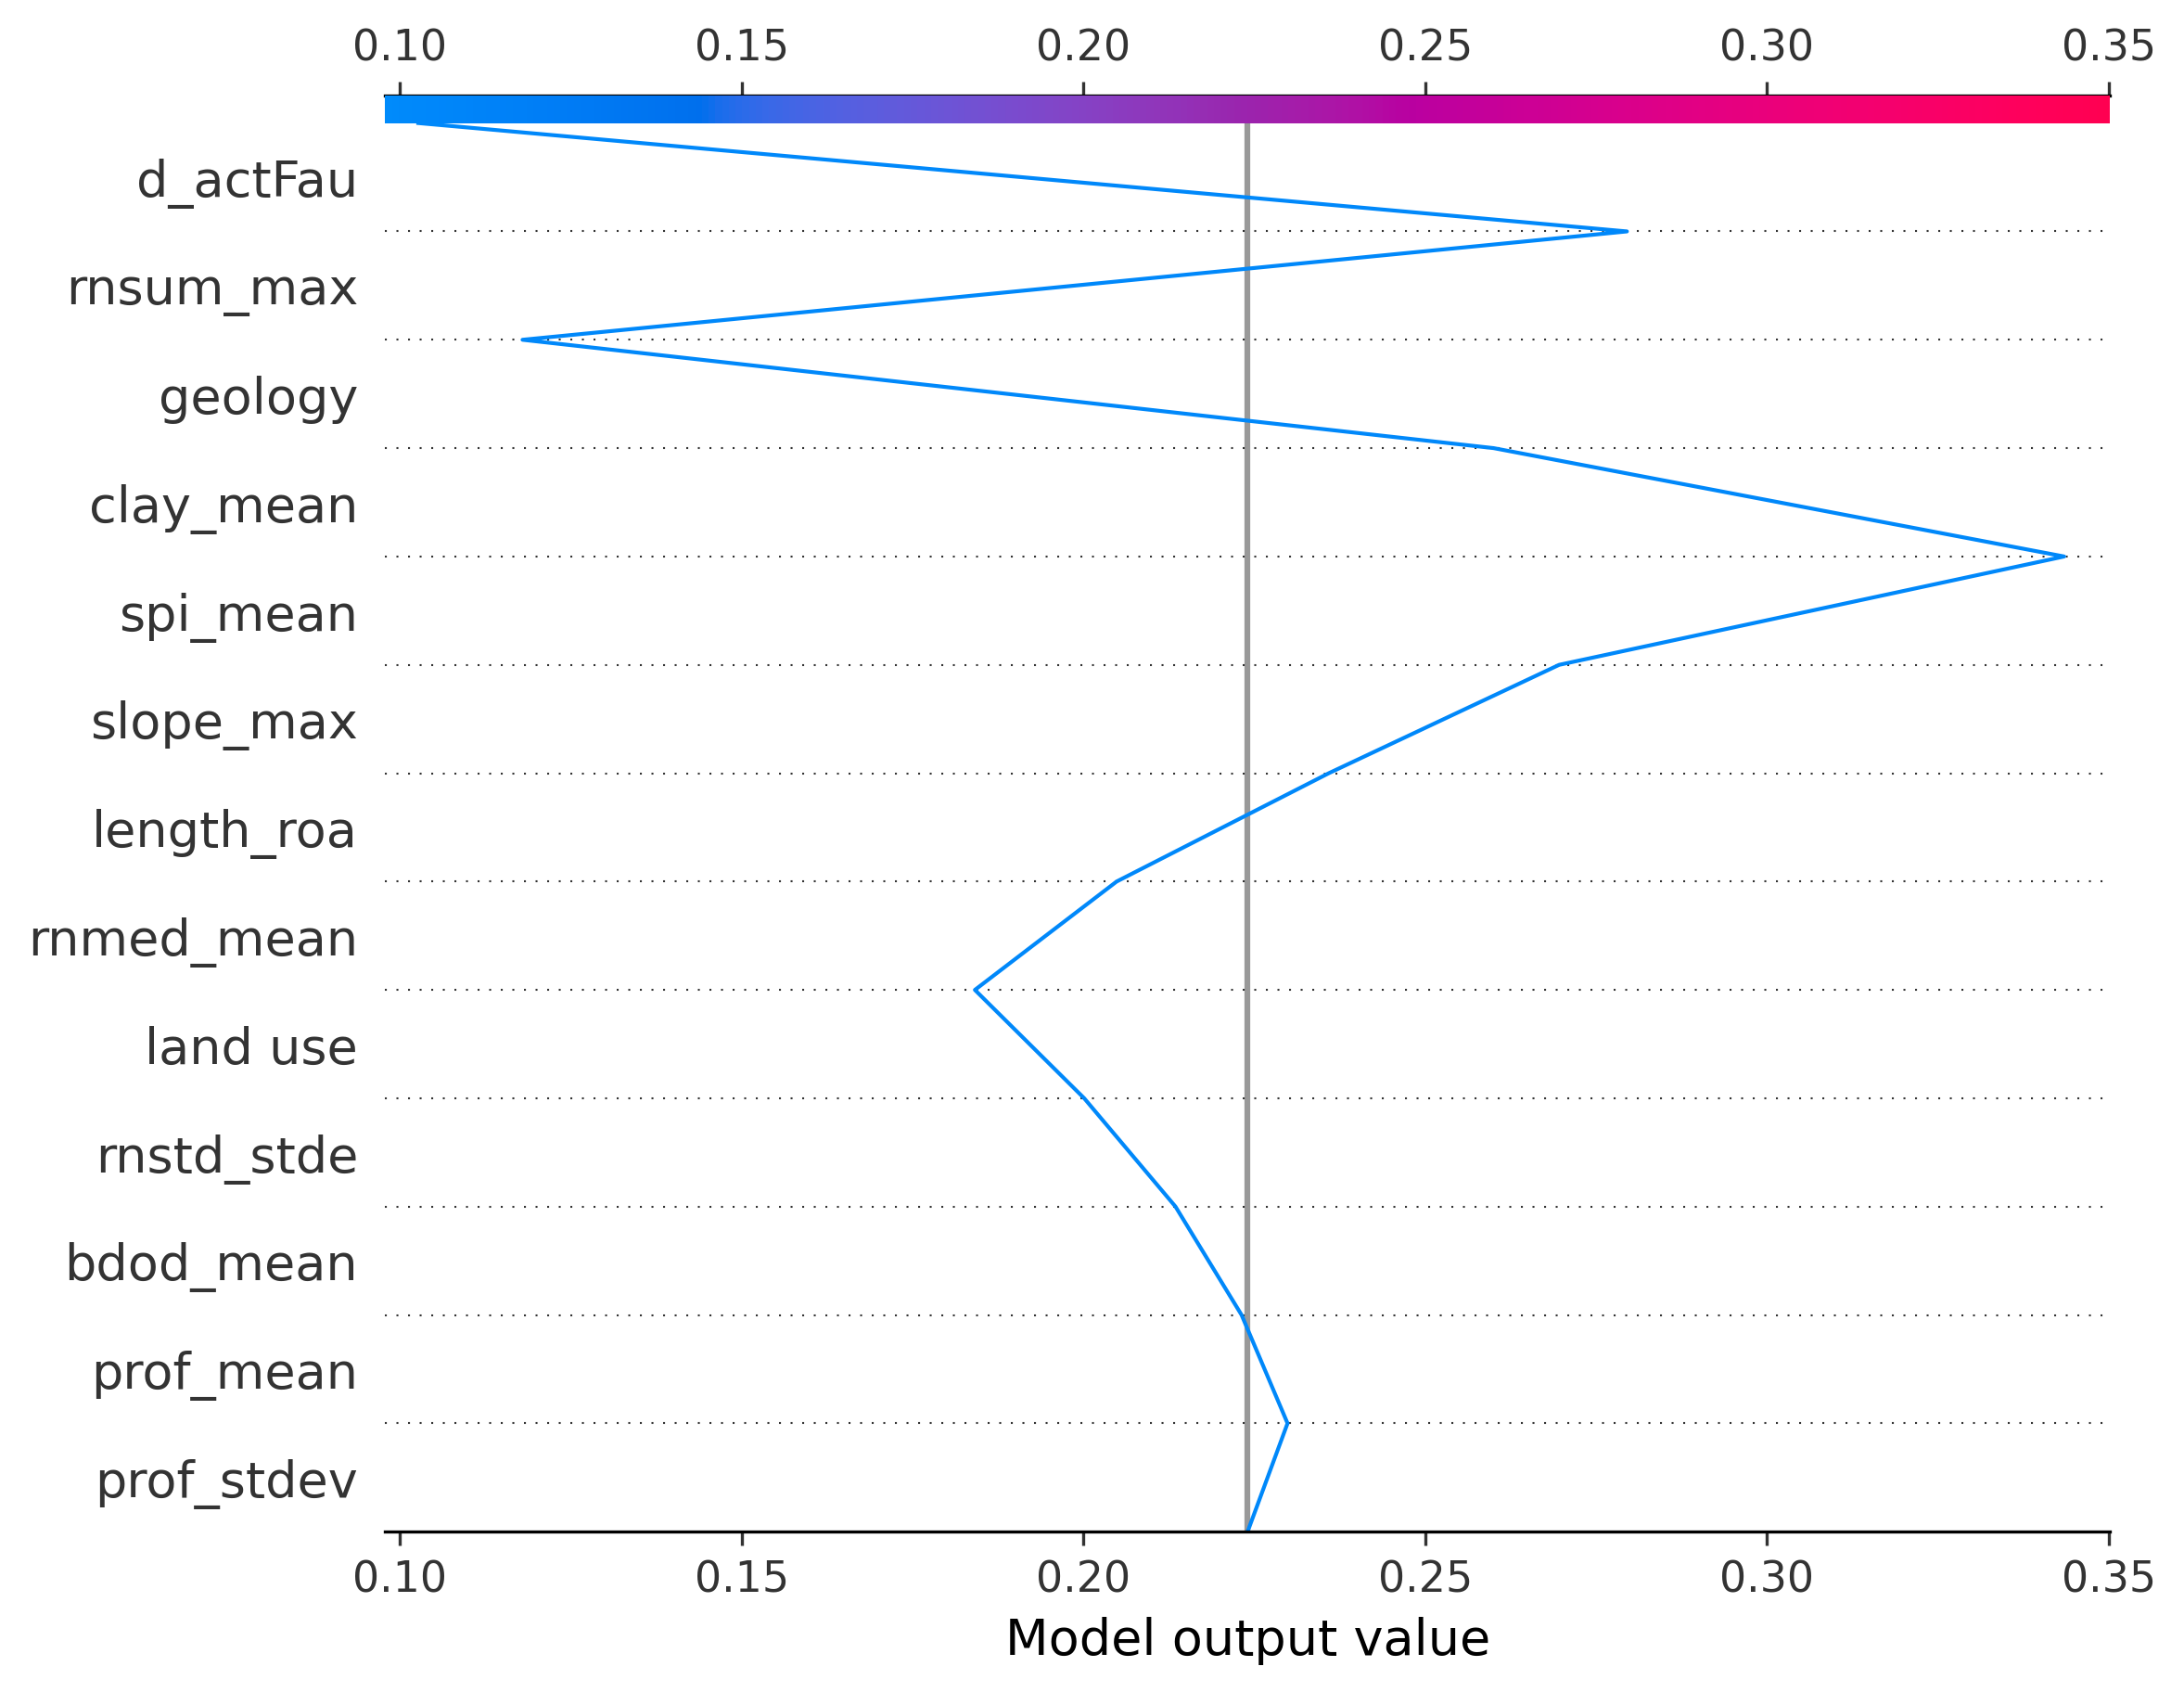 0.10 0.15 0.20 0.25 0.30 0.35
d_actFau
rnsum_max
geology
clay_mean
spi_mean
slope_max
length_roa
rnmed_mean
land use
rnstd_stde
bdod_mean
prof_mean
prof_stdev
0.10 0.15 0.20 0.25 0.30 0.35
Model output value